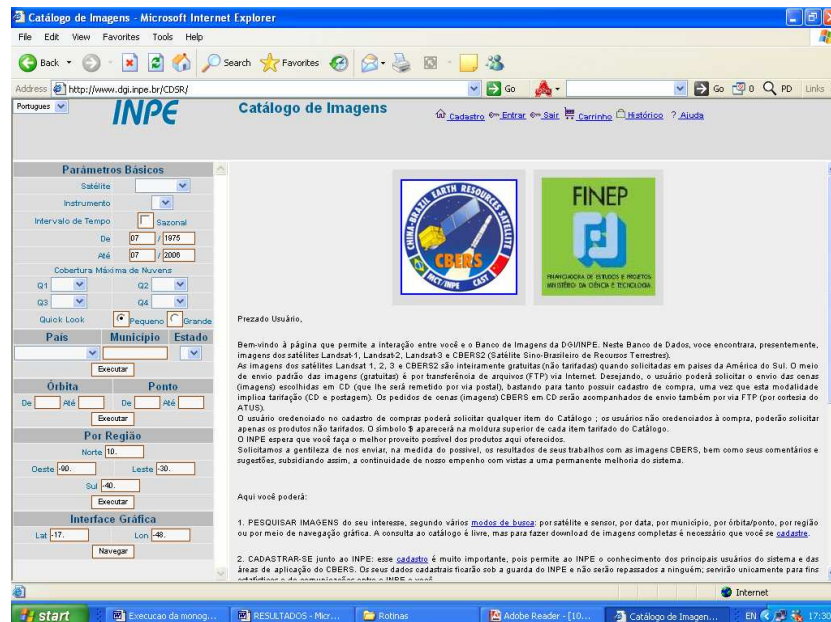 Catálogo de Imagens - Microsoft Internet Explorer
File Edit View Favorites Tools Help
Back Search Favorites
Address http://www.dgi.inpe.br/CDSR/ Go Go 0 PD Links
Portugues INPE Catálogo de Imagens Cadastro Entrar Sair Carrinho Histórico ? Ajuda
Parâmetros Básicos
Satélite
Instrumento
Intervalo de Tempo Sazonal
De 07 / 1975
Até 07 / 2006
Cobertura Máxima de Nuvens
Q1 Q2
Q3 Q4
Quick Look Pequeno Grande
País Município Estado
Executar
Órbita Ponto
De Até De Até
Executar
Por Região
Norte 10.
Oeste -90. Leste -30.
Sul -40.
Executar
Interface Gráfica
Lat -17. Lon -48.
Navegar
CHINA-BRAZIL EARTH RESOURCES SATELLITE
CBERS
MCT/INPE CAST
FINEP
FINANCIADORA DE ESTUDOS E PROJETOS
MINISTÉRIO DA CIÊNCIA E TECNOLOGIA
Prezado Usuário,
Bem-vindo à página que permite a interação entre você e o Banco de Imagens da DGI/INPE. Neste Banco de Dados, voce encontrara, presentemente,
imagens dos satélites Landsat-1, Landsat-2, Landsat-3 e CBERS2 (Satélite Sino-Brasileiro de Recursos Terrestres).
As imagens dos satélites Landsat 1, 2, 3 e CBERS2 são inteiramente gratuitas (não tarifadas) quando solicitadas em países da América do Sul. O meio
de envio padrão das imagens (gratuitas) é por transferência de arquivos (FTP) via Internet. Desejando, o usuário poderá solicitar o envio das cenas
(imagens) escolhidas em CD (que lhe será remetido por via postal), bastando para tanto possuir cadastro de compra, uma vez que esta modalidade
implica tarifação (CD e postagem). Os pedidos de cenas (imagens) CBERS em CD serão acompanhados de envio também por via FTP (por cortesia do
ATUS).
O usuário credenciado no cadastro de compras poderá solicitar qualquer item do Catálogo ; os usuários não credenciados à compra, poderão solicitar
apenas os produtos não tarifados. O símbolo $ aparecerá na moldura superior de cada item tarifado do Catálogo.
O INPE espera que você faça o melhor proveito possível dos produtos aqui oferecidos.
Solicitamos a gentileza de nos enviar, na medida do possivel, os resultados de seus trabalhos com as imagens CBERS, bem como seus comentários e
sugestões, subsidiando assim, a continuidade de nosso empenho com vistas a uma permanente melhoria do sistema.
Aqui você poderá:
1. PESQUISAR IMAGENS do seu interesse, segundo vários modos de busca: por satélite e sensor, por data, por município, por órbita/ponto, por região
ou por meio de navegação gráfica. A consulta ao catálogo é livre, mas para fazer download de imagens completas é necessário que você se cadastre.
2. CADASTRAR-SE junto ao INPE: esse cadastro é muito importante, pois permite ao INPE o conhecimento dos principais usuários do sistema e das
áreas de aplicação do CBERS. Os seus dados cadastrais ficarão sob a guarda do INPE e não serão repassados a ninguém; servirão unicamente para fins
Internet
start Execucao da monog... RESULTADOS - Micr... Rotinas Adobe Reader - [10... Catálogo de Imagen... EN 17:30